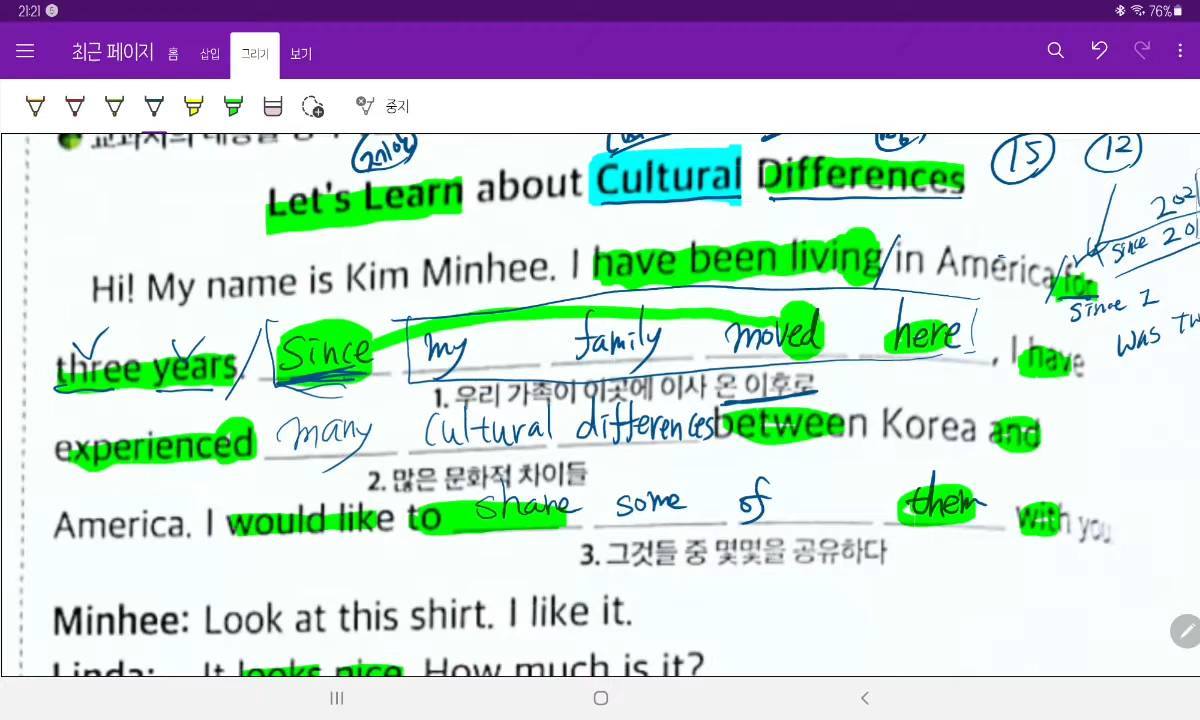 21:21 S 76%
최근 페이지 홈 삽입 그리기 보기
중지
Let's Learn about Cultural Differences 15 12
Hi! My name is Kim Minhee. I have been living in America for
since 20
since I
three years. Since my family moved here, I have
was tw
1. 우리 가족이 이곳에 이사 온 이후로
experienced many cultural differences between Korea and
2. 많은 문화적 차이들
America. I would like to share some of them with you
3. 그것들 중 몇몇을 공유하다
Minhee: Look at this shirt. I like it.
Linda: It looks nice. How much is it?